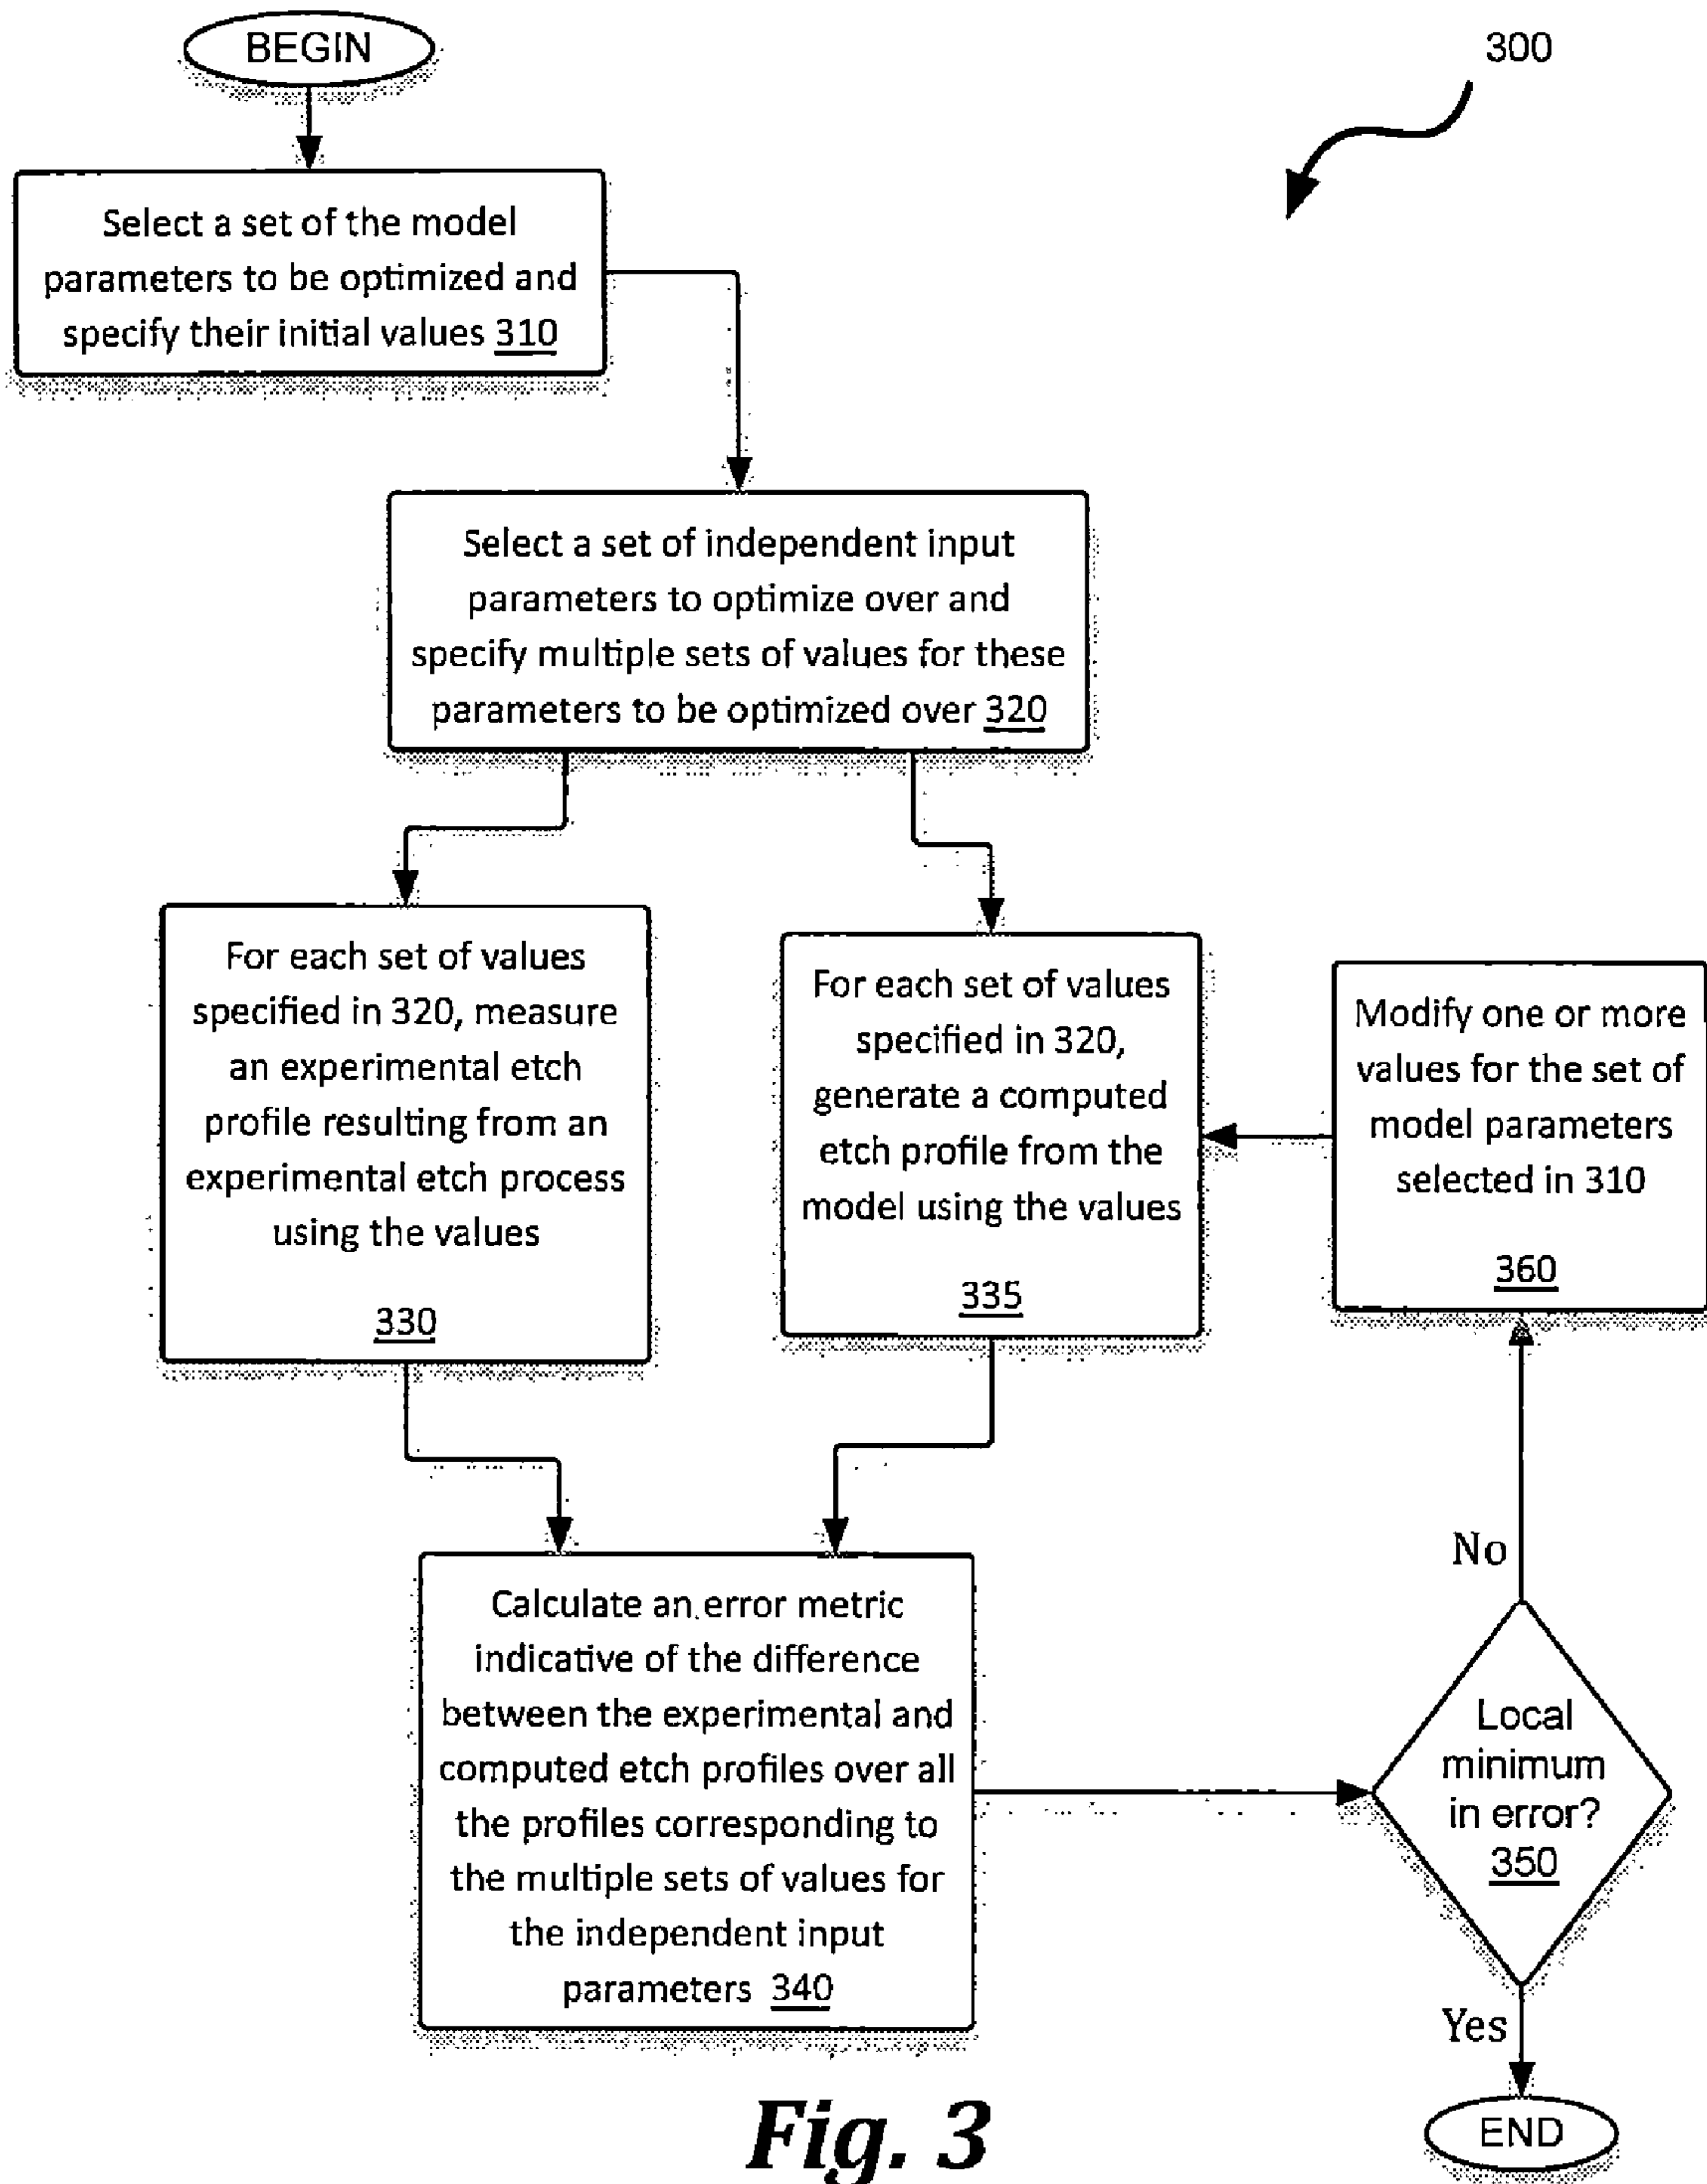 BEGIN
300
Select a set of the model
parameters to be optimized and
specify their initial values 310
Select a set of independent input
parameters to optimize over and
specify multiple sets of values for these
parameters to be optimized over 320
For each set of values
specified in 320, measure
an experimental etch
profile resulting from an
experimental etch process
using the values
330
For each set of values
specified in 320,
generate a computed
etch profile from the
model using the values
335
Modify one or more
values for the set of
model parameters
selected in 310
360
Calculate an error metric
indicative of the difference
between the experimental and
computed etch profiles over all
the profiles corresponding to
the multiple sets of values for
the independent input
parameters 340
No
Local
minimum
in error?
350
Yes
END
Fig. 3